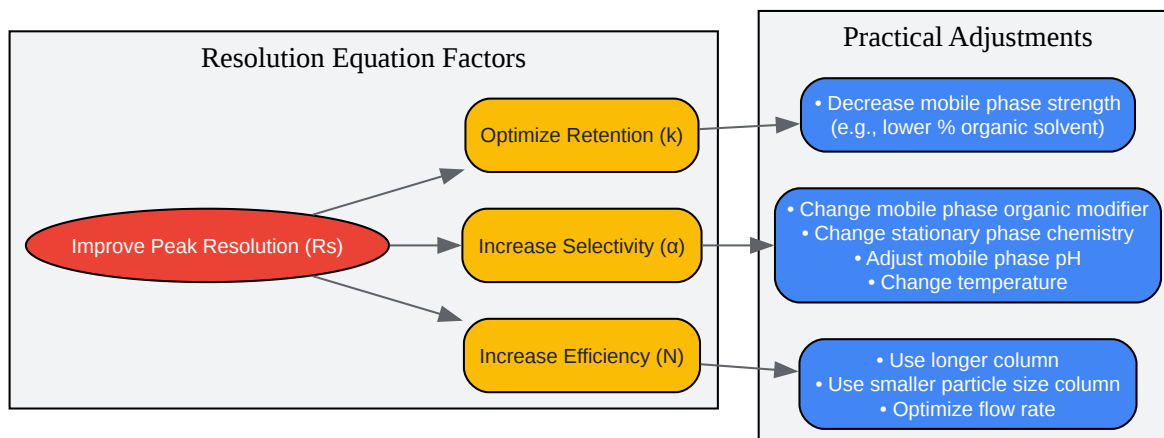 Resolution Equation Factors
Improve Peak Resolution (Rs)
Optimize Retention (k)
Increase Selectivity (α)
Increase Efficiency (N)
Practical Adjustments
• Decrease mobile phase strength
(e.g., lower % organic solvent)
• Change mobile phase organic modifier
• Change stationary phase chemistry
• Adjust mobile phase pH
• Change temperature
• Use longer column
• Use smaller particle size column
• Optimize flow rate